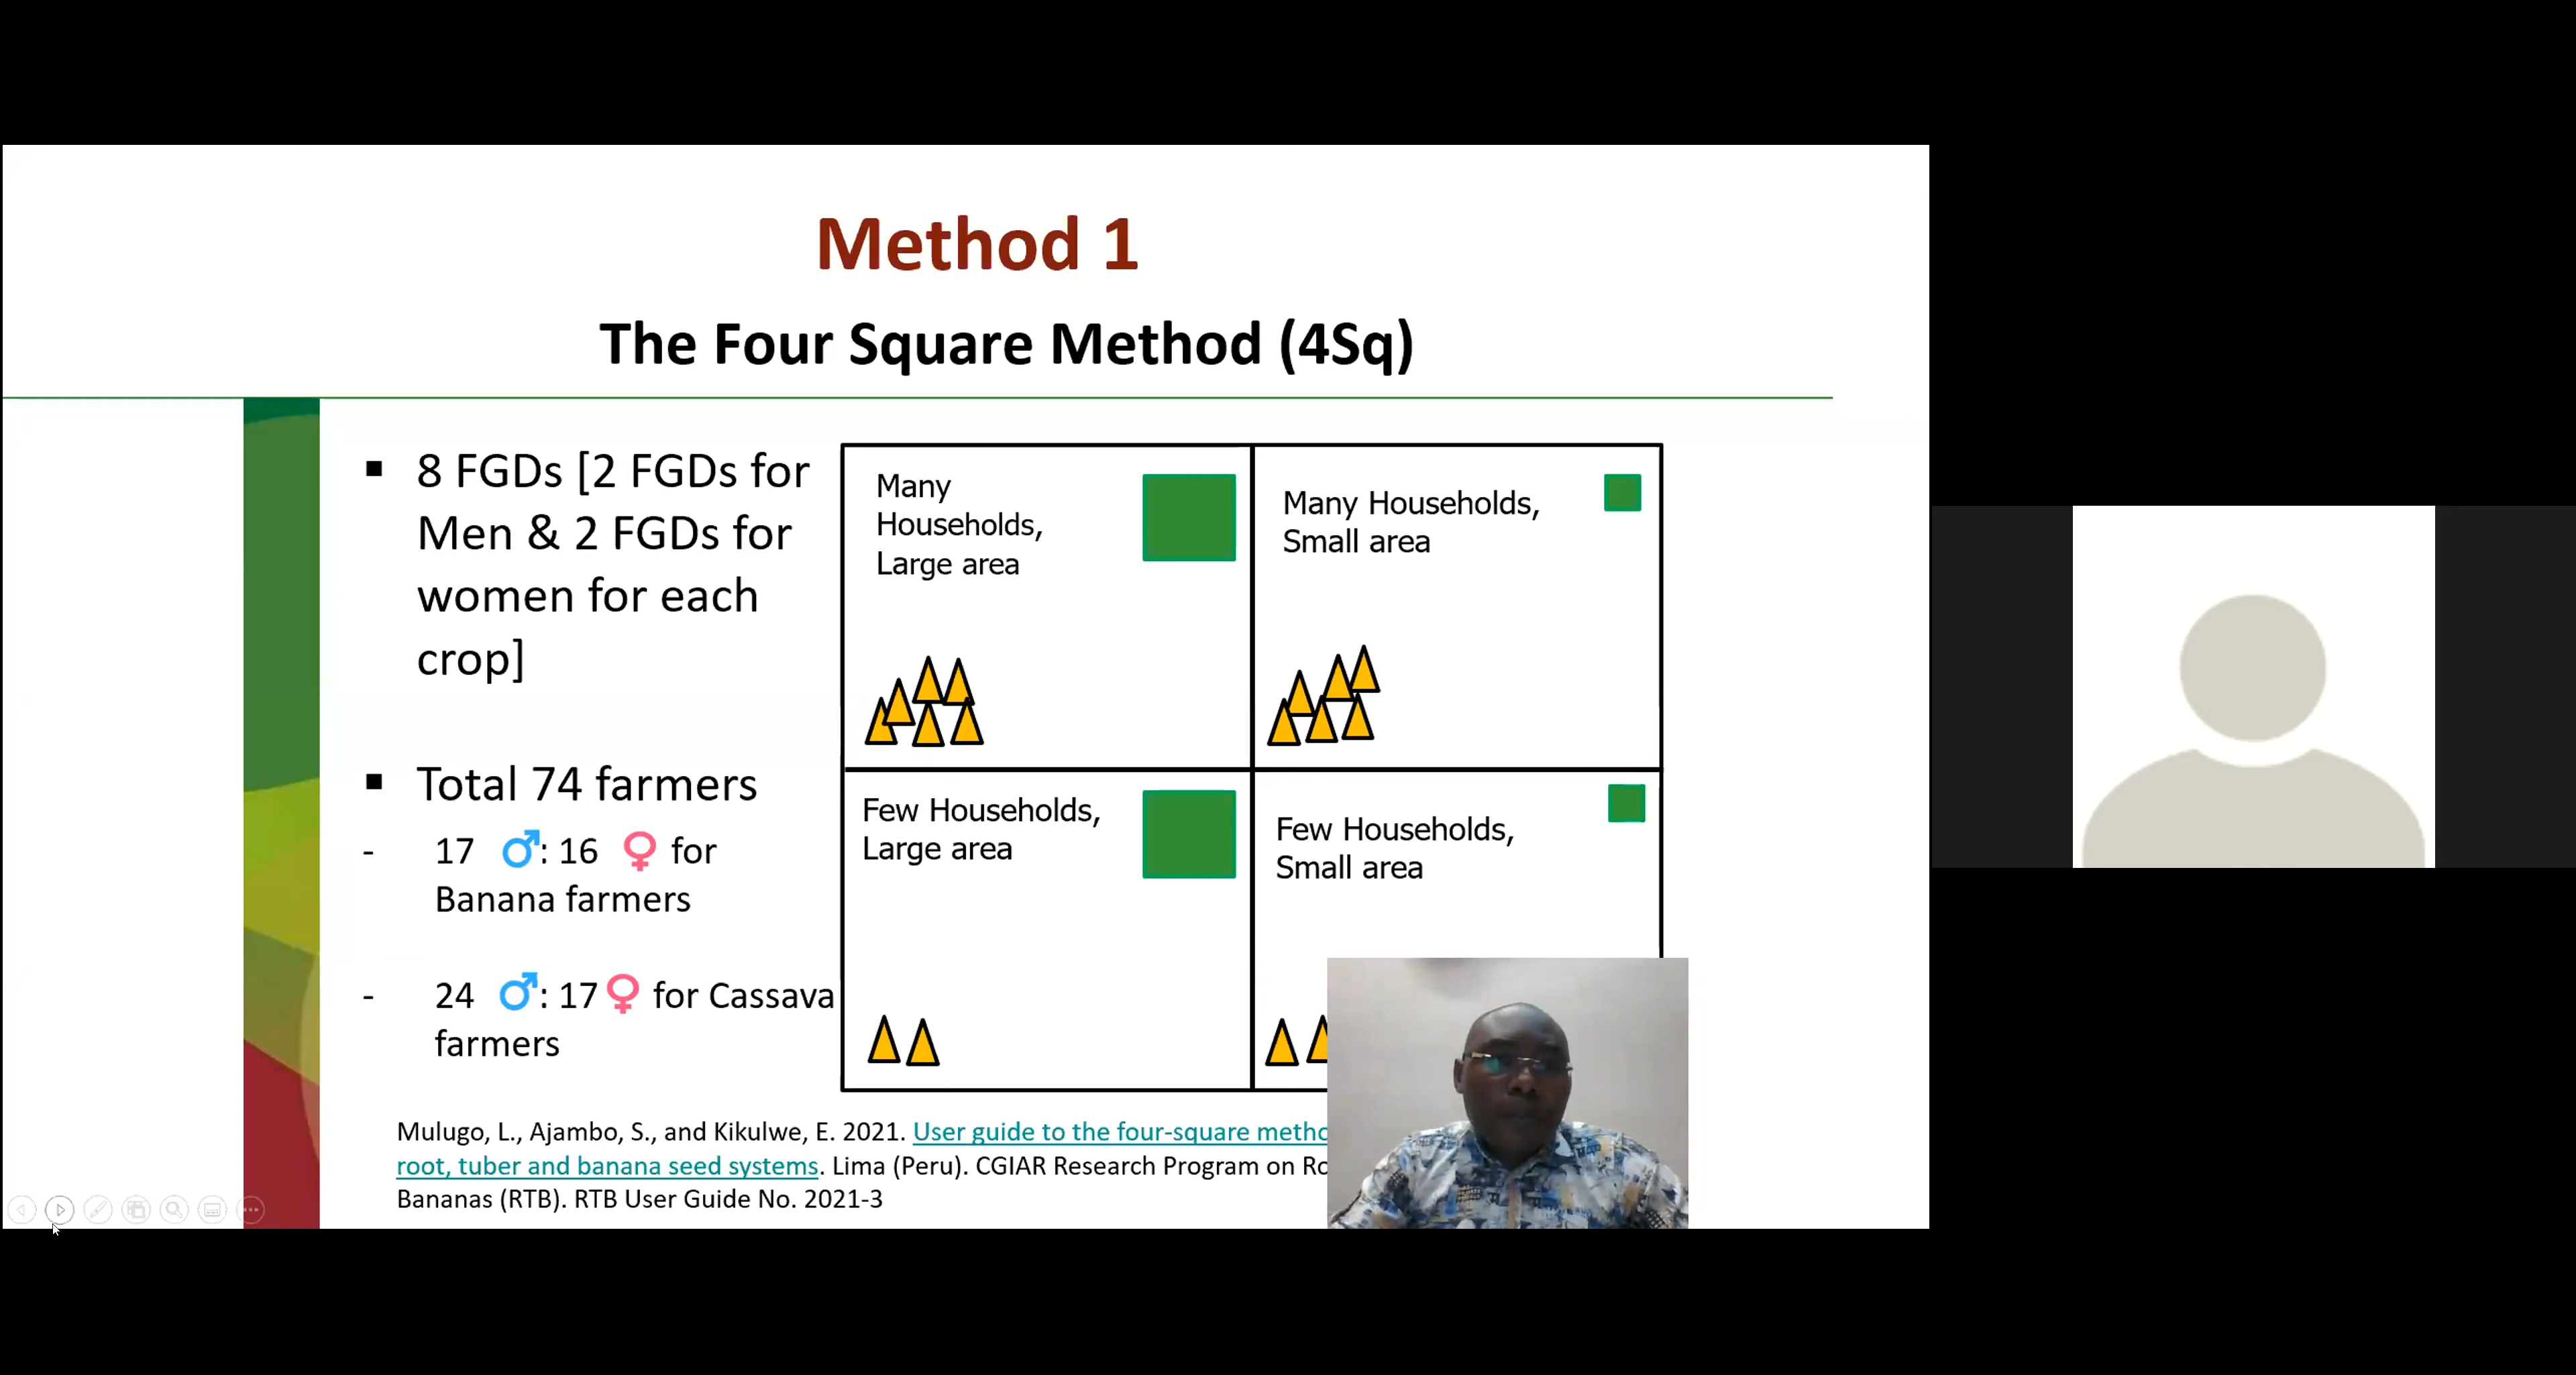 Method 1
The Four Square Method (4Sq)
▪ 8 FGDs [2 FGDs for
Men & 2 FGDs for
women for each
crop]
▪ Total 74 farmers
- 17 ♂: 16 ♀ for
Banana farmers
- 24 ♂: 17 ♀ for Cassava
farmers
Many
Households,
Large area
Many Households,
Small area
Few Households,
Large area
Few Households,
Small area
Mulugo, L., Ajambo, S., and Kikulwe, E. 2021. User guide to the four-square
root, tuber and banana seed systems. Lima (Peru). CGIAR Research Program on
Bananas (RTB). RTB User Guide No. 2021-3